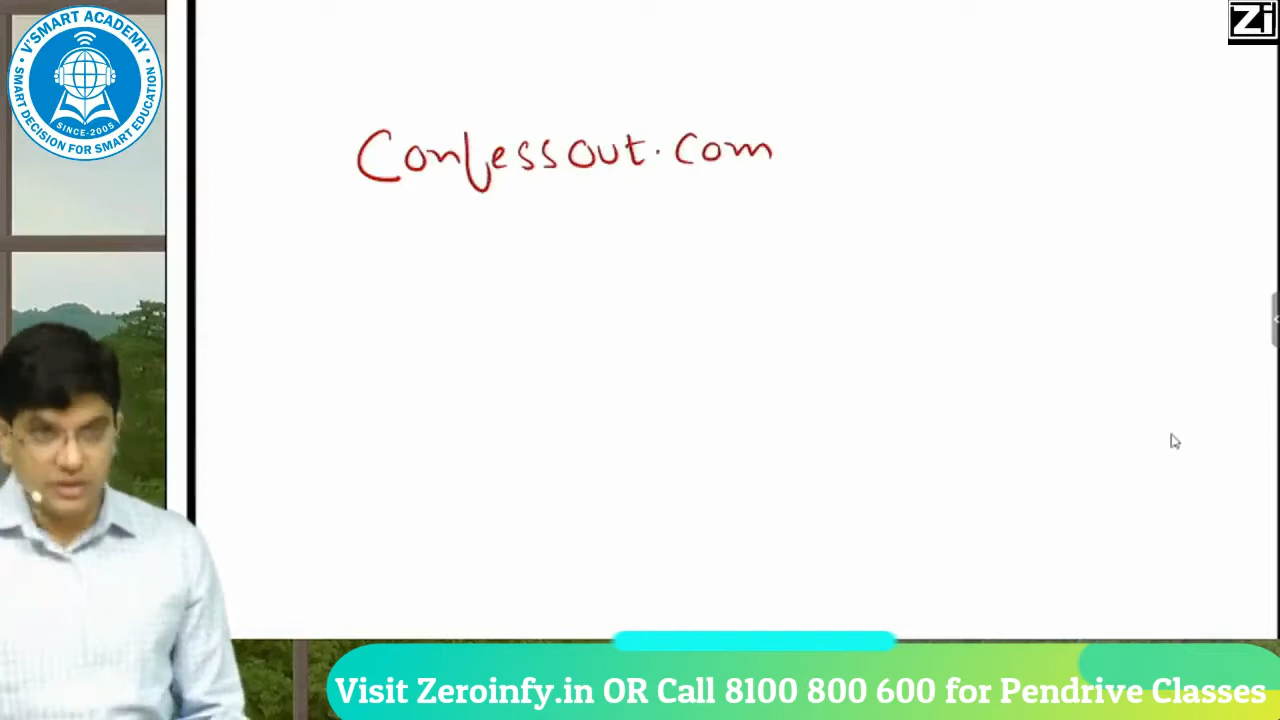 V'SMART ACADEMY
SMART DECISION FOR SMART EDUCATION
SINCE-2005
Zi
Confessout.com
Visit Zeroinfy.in OR Call 8100 800 600 for Pendrive Classes